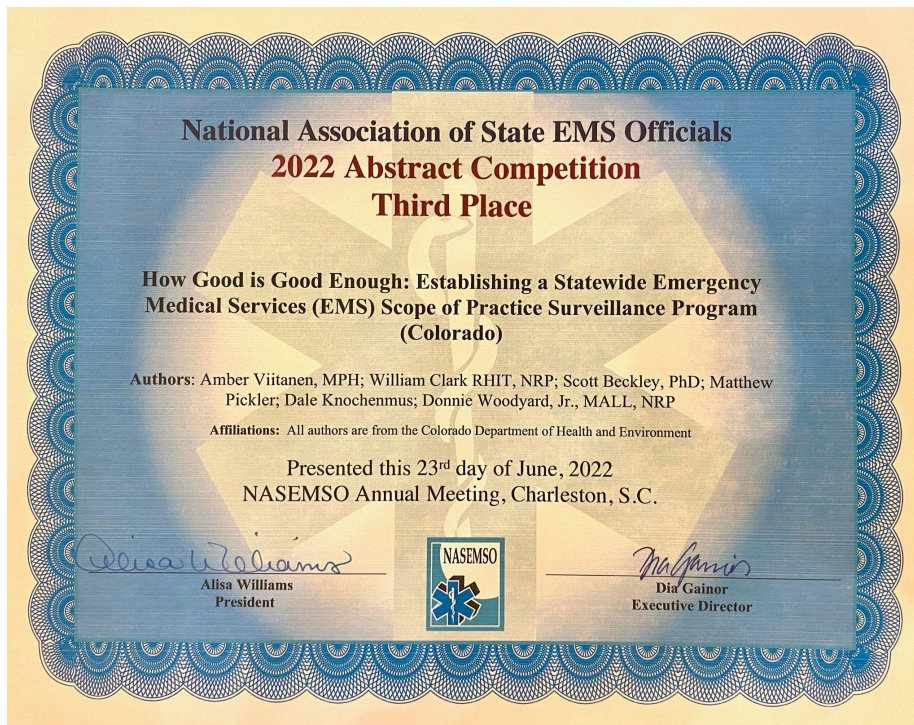 National Association of State EMS Officials
2022 Abstract Competition
Third Place
How Good is Good Enough: Establishing a Statewide Emergency
Medical Services (EMS) Scope of Practice Surveillance Program
(Colorado)
Authors: Amber Viitanen, MPH; William Clark RHIT, NRP; Scott Beckley, PhD; Matthew
Pickler; Dale Knochenmus; Donnie Woodyard, Jr., MALL, NRP
Affiliations: All authors are from the Colorado Department of Health and Environment
Presented this 23rd day of June, 2022
NASEMSO Annual Meeting, Charleston, S.C.
Alisa Williams
Alisa Williams
President
NASEMSO
Dia Gainor
Dia Gainor
Executive Director